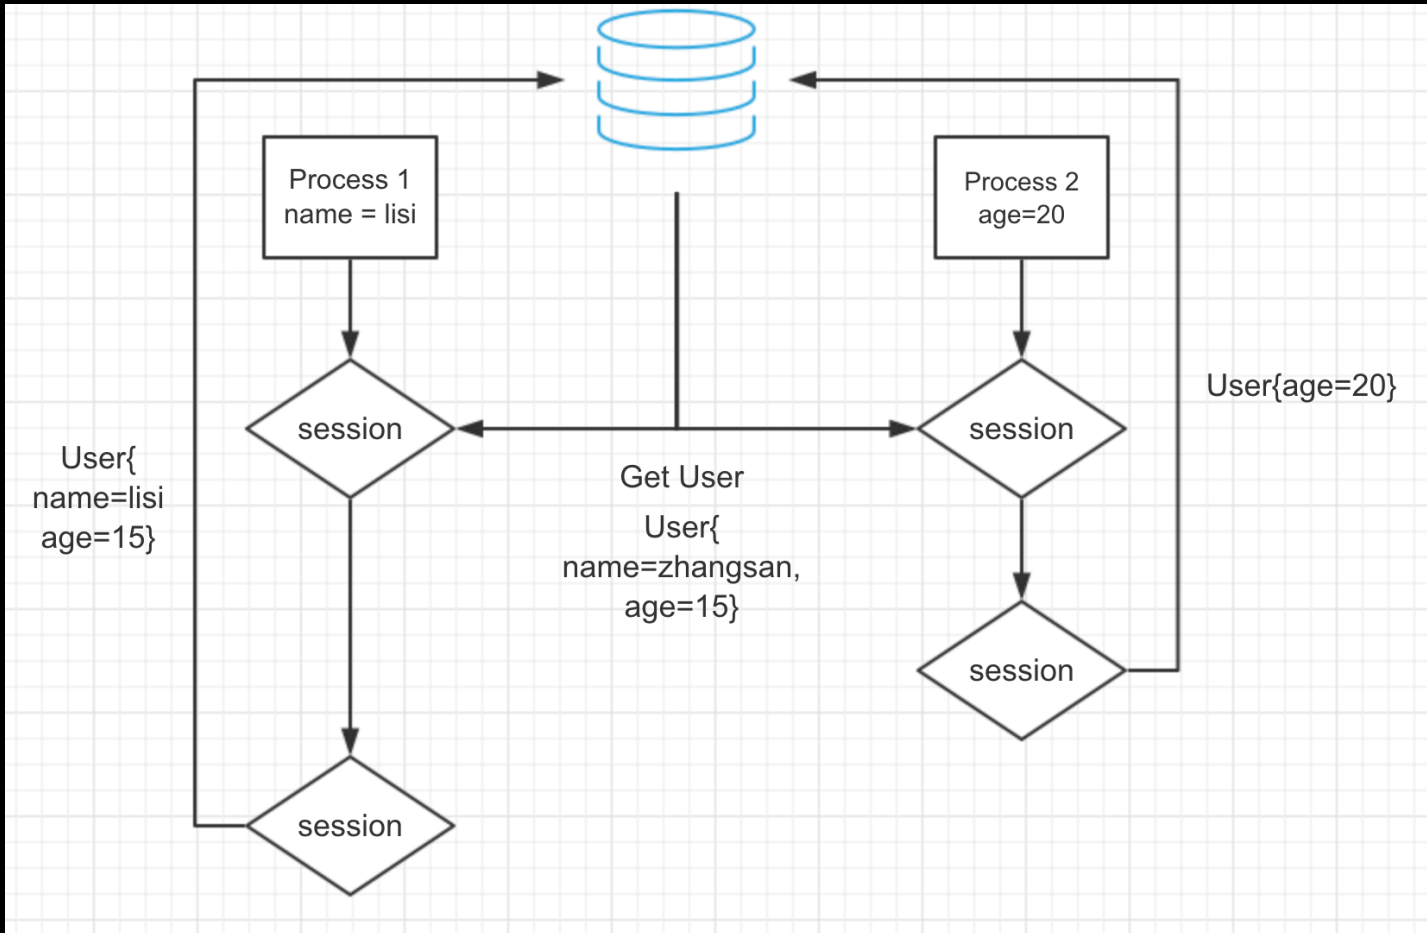 Process 1
name = lisi
Process 2
age=20
session
session
User{age=20}
User{
name=lisi
age=15}
Get User
User{
name=zhangsan,
age=15}
session
session